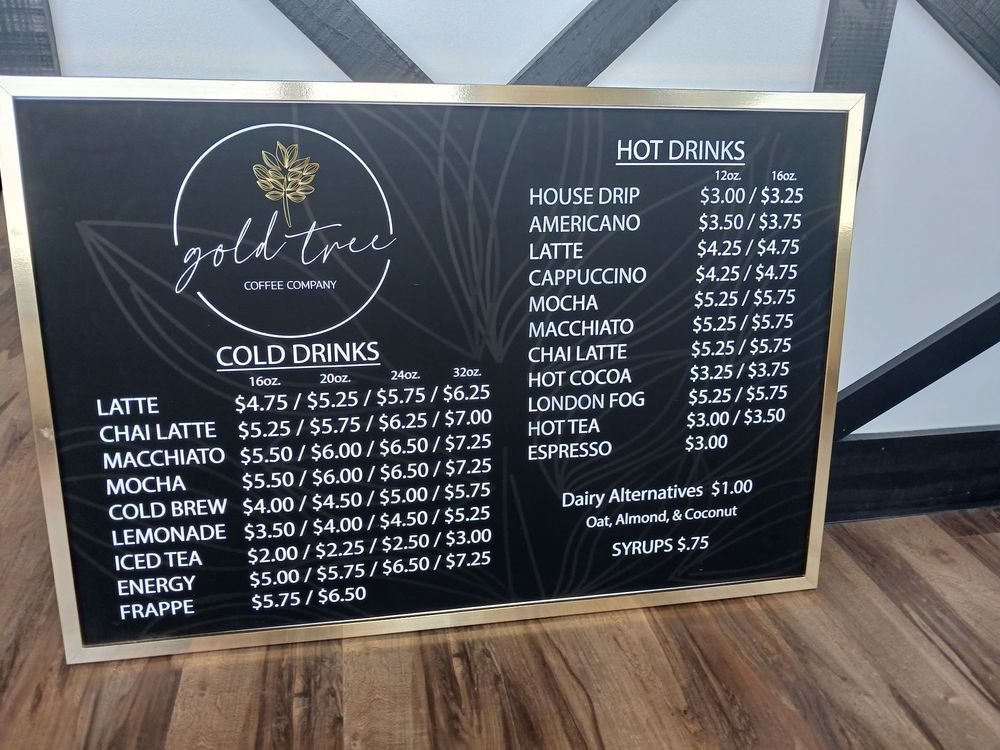 gold tree
COFFEE COMPANY
COLD DRINKS
16oz. 20oz. 24oz. 32oz.
LATTE $4.75 / $5.25 / $5.75 / $6.25
CHAI LATTE $5.25 / $5.75 / $6.25 / $7.00
MACCHIATO $5.50 / $6.00 / $6.50 / $7.25
MOCHA $5.50 / $6.00 / $6.50 / $7.25
COLD BREW $4.00 / $4.50 / $5.00 / $5.75
LEMONADE $3.50 / $4.00 / $4.50 / $5.25
ICED TEA $2.00 / $2.25 / $2.50 / $3.00
ENERGY $5.00 / $5.75 / $6.50 / $7.25
FRAPPE $5.75 / $6.50
HOT DRINKS
12oz. 16oz.
HOUSE DRIP $3.00 / $3.25
AMERICANO $3.50 / $3.75
LATTE $4.25 / $4.75
CAPPUCCINO $4.25 / $4.75
MOCHA $5.25 / $5.75
MACCHIATO $5.25 / $5.75
CHAI LATTE $5.25 / $5.75
HOT COCOA $3.25 / $3.75
LONDON FOG $5.25 / $5.75
HOT TEA $3.00 / $3.50
ESPRESSO $3.00
Dairy Alternatives $1.00
Oat, Almond, & Coconut
SYRUPS $.75